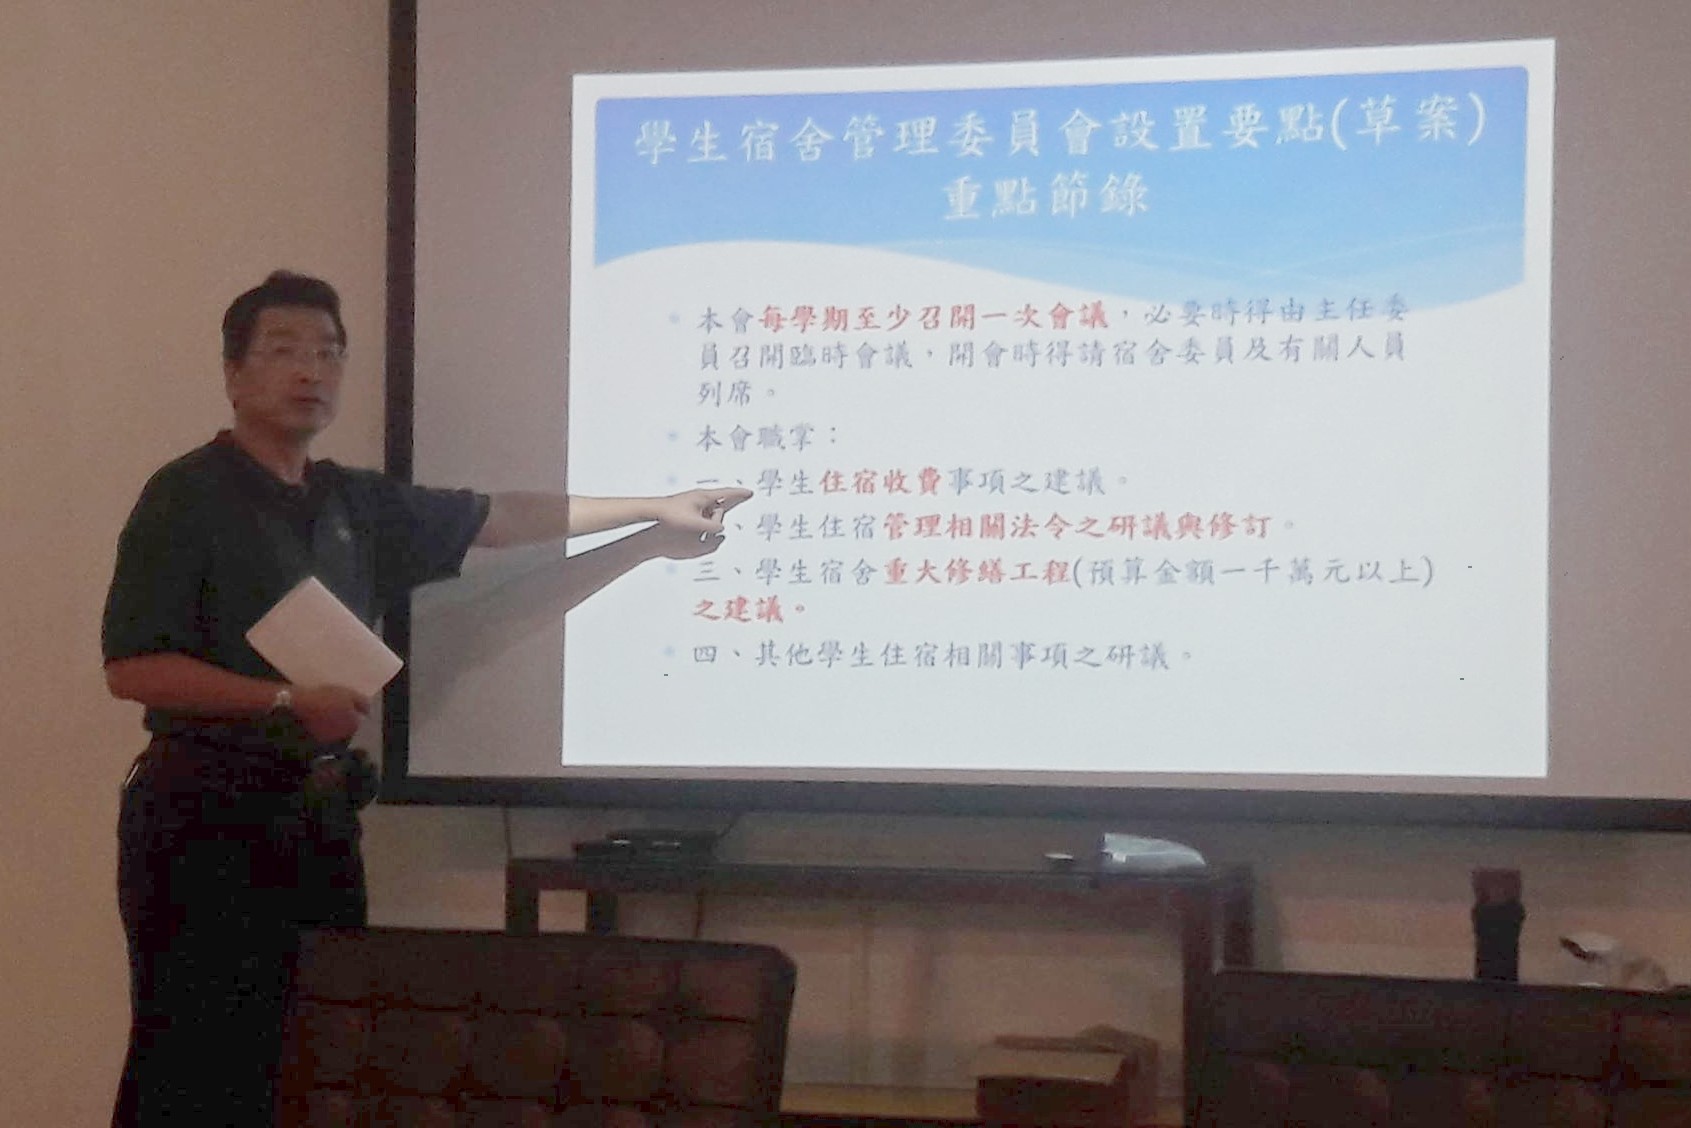 學生宿舍管理委員會設置要點(草案)
重點節錄
本會每學期至少召開一次會議，必要時得由主任委
員召開臨時會議，開會時得請宿舍委員及有關人員
列席。
本會職掌：
一、學生住宿收費事項之建議。
、學生住宿管理相關法令之研議與修訂。
三、學生宿舍重大修繕工程(預算金額一千萬元以上)
之建議。
四、其他學生住宿相關事項之研議。